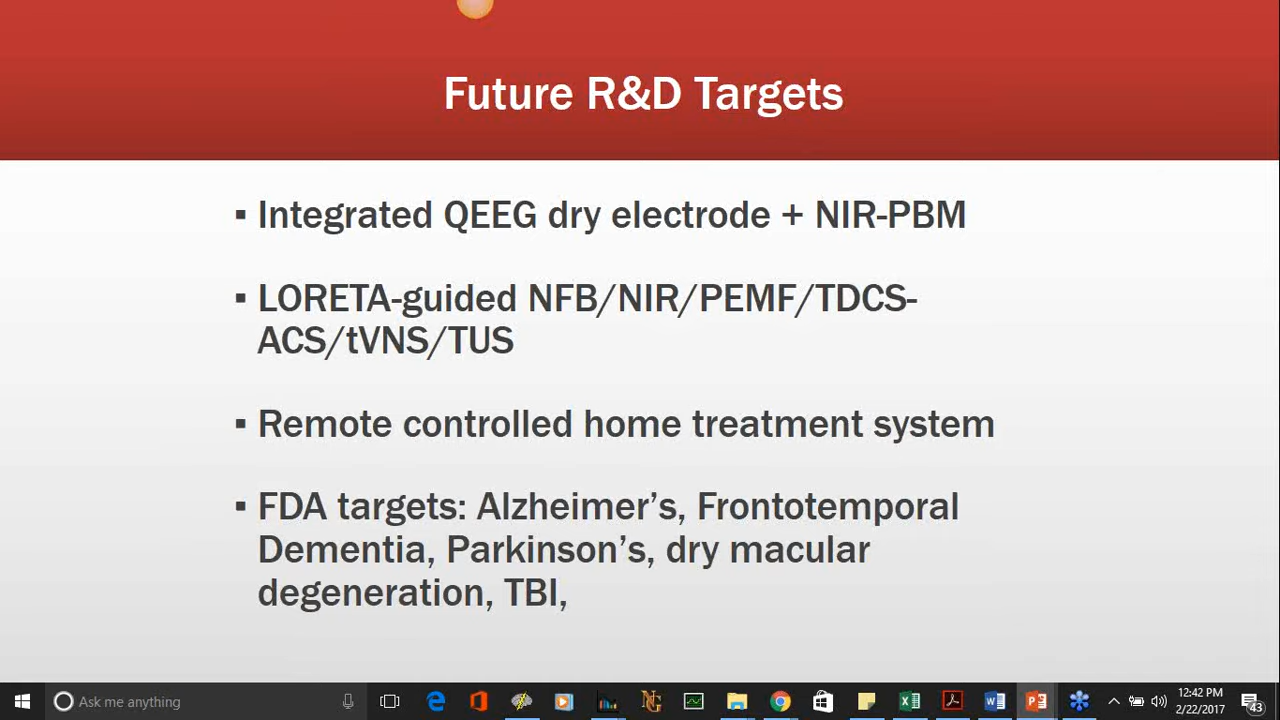 Future R&D Targets
▪ Integrated QEEG dry electrode + NIR-PBM
▪ LORETA-guided NFB/NIR/PEMF/TDCS-
ACS/tVNS/TUS
▪ Remote controlled home treatment system
▪ FDA targets: Alzheimer’s, Frontotemporal
Dementia, Parkinson’s, dry macular
degeneration, TBI,
Ask me anything
12:42 PM
2/22/2017
43